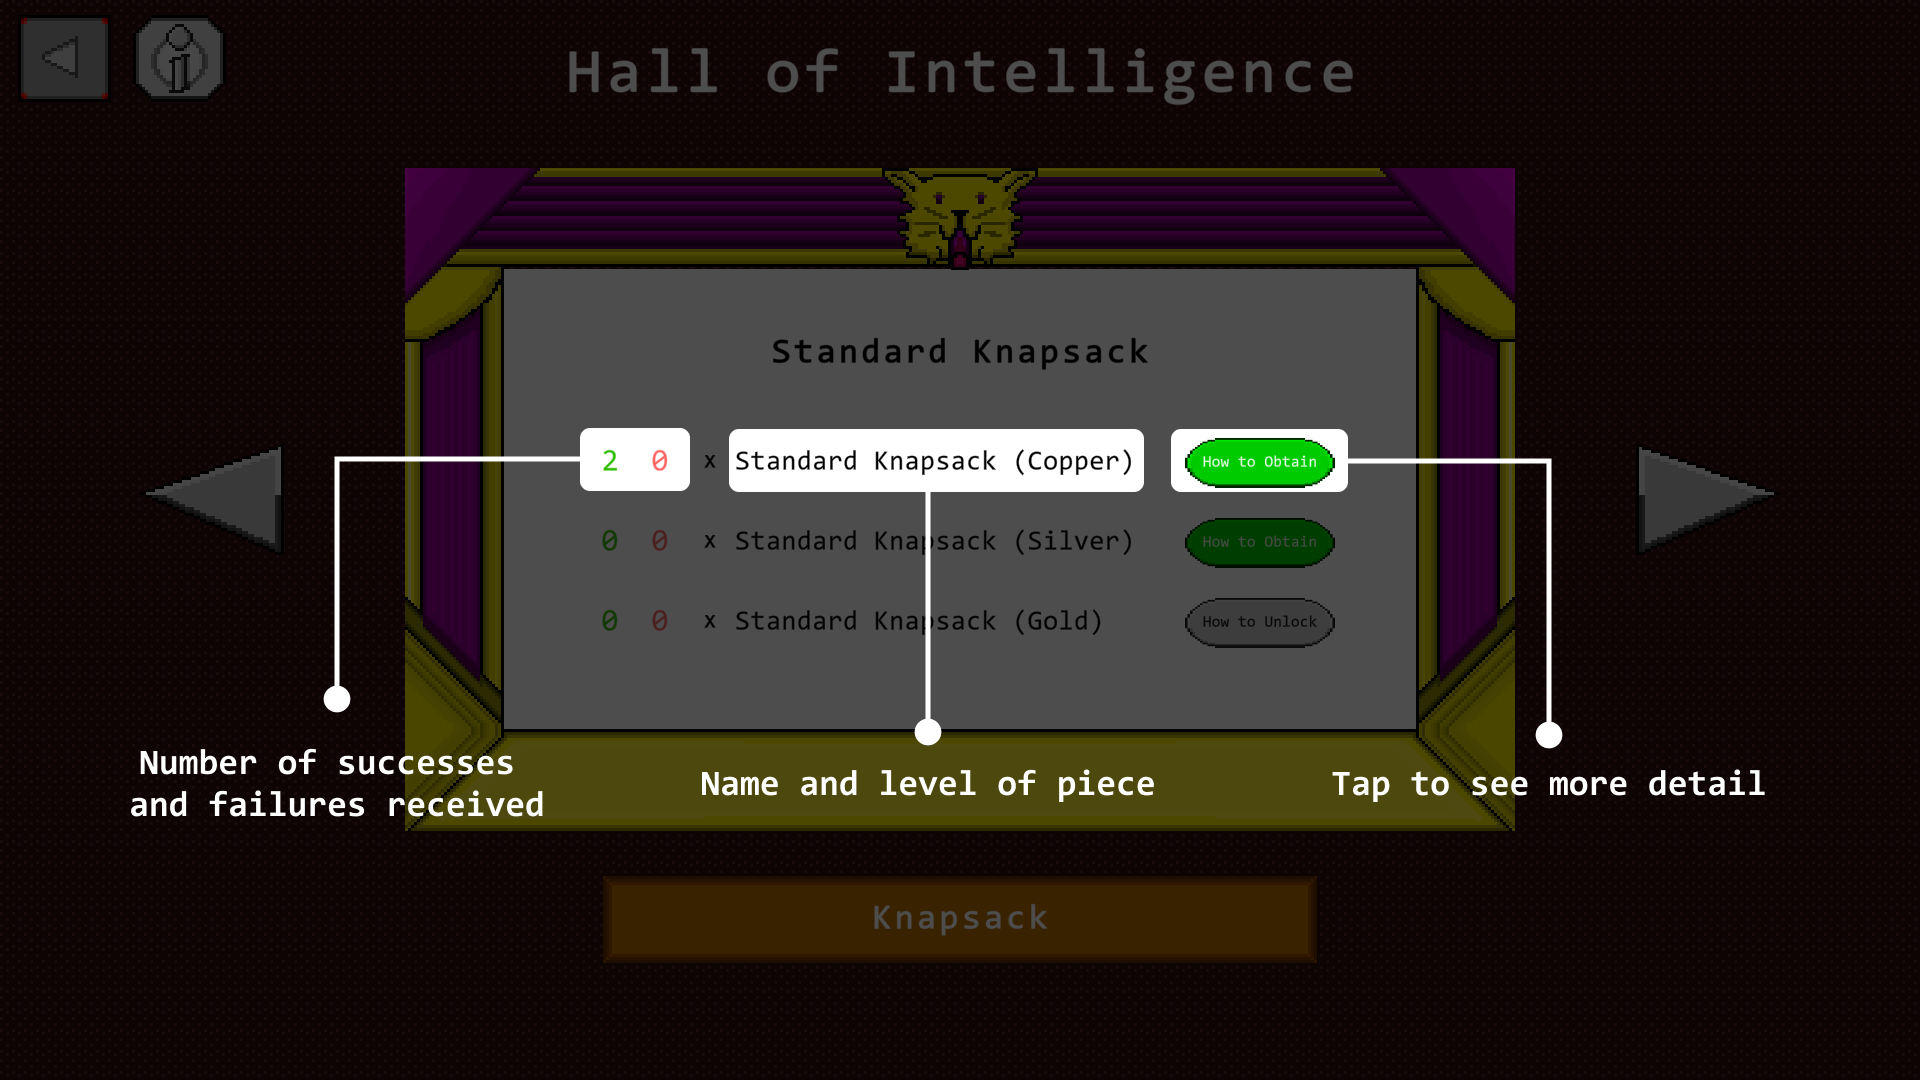 Hall of Intelligence
Standard Knapsack
2 0 x Standard Knapsack (Copper) How to Obtain
0 0 x Standard Knapsack (Silver) How to Obtain
0 0 x Standard Knapsack (Gold) How to Unlock
Number of successes
and failures received
Name and level of piece
Tap to see more detail
Knapsack